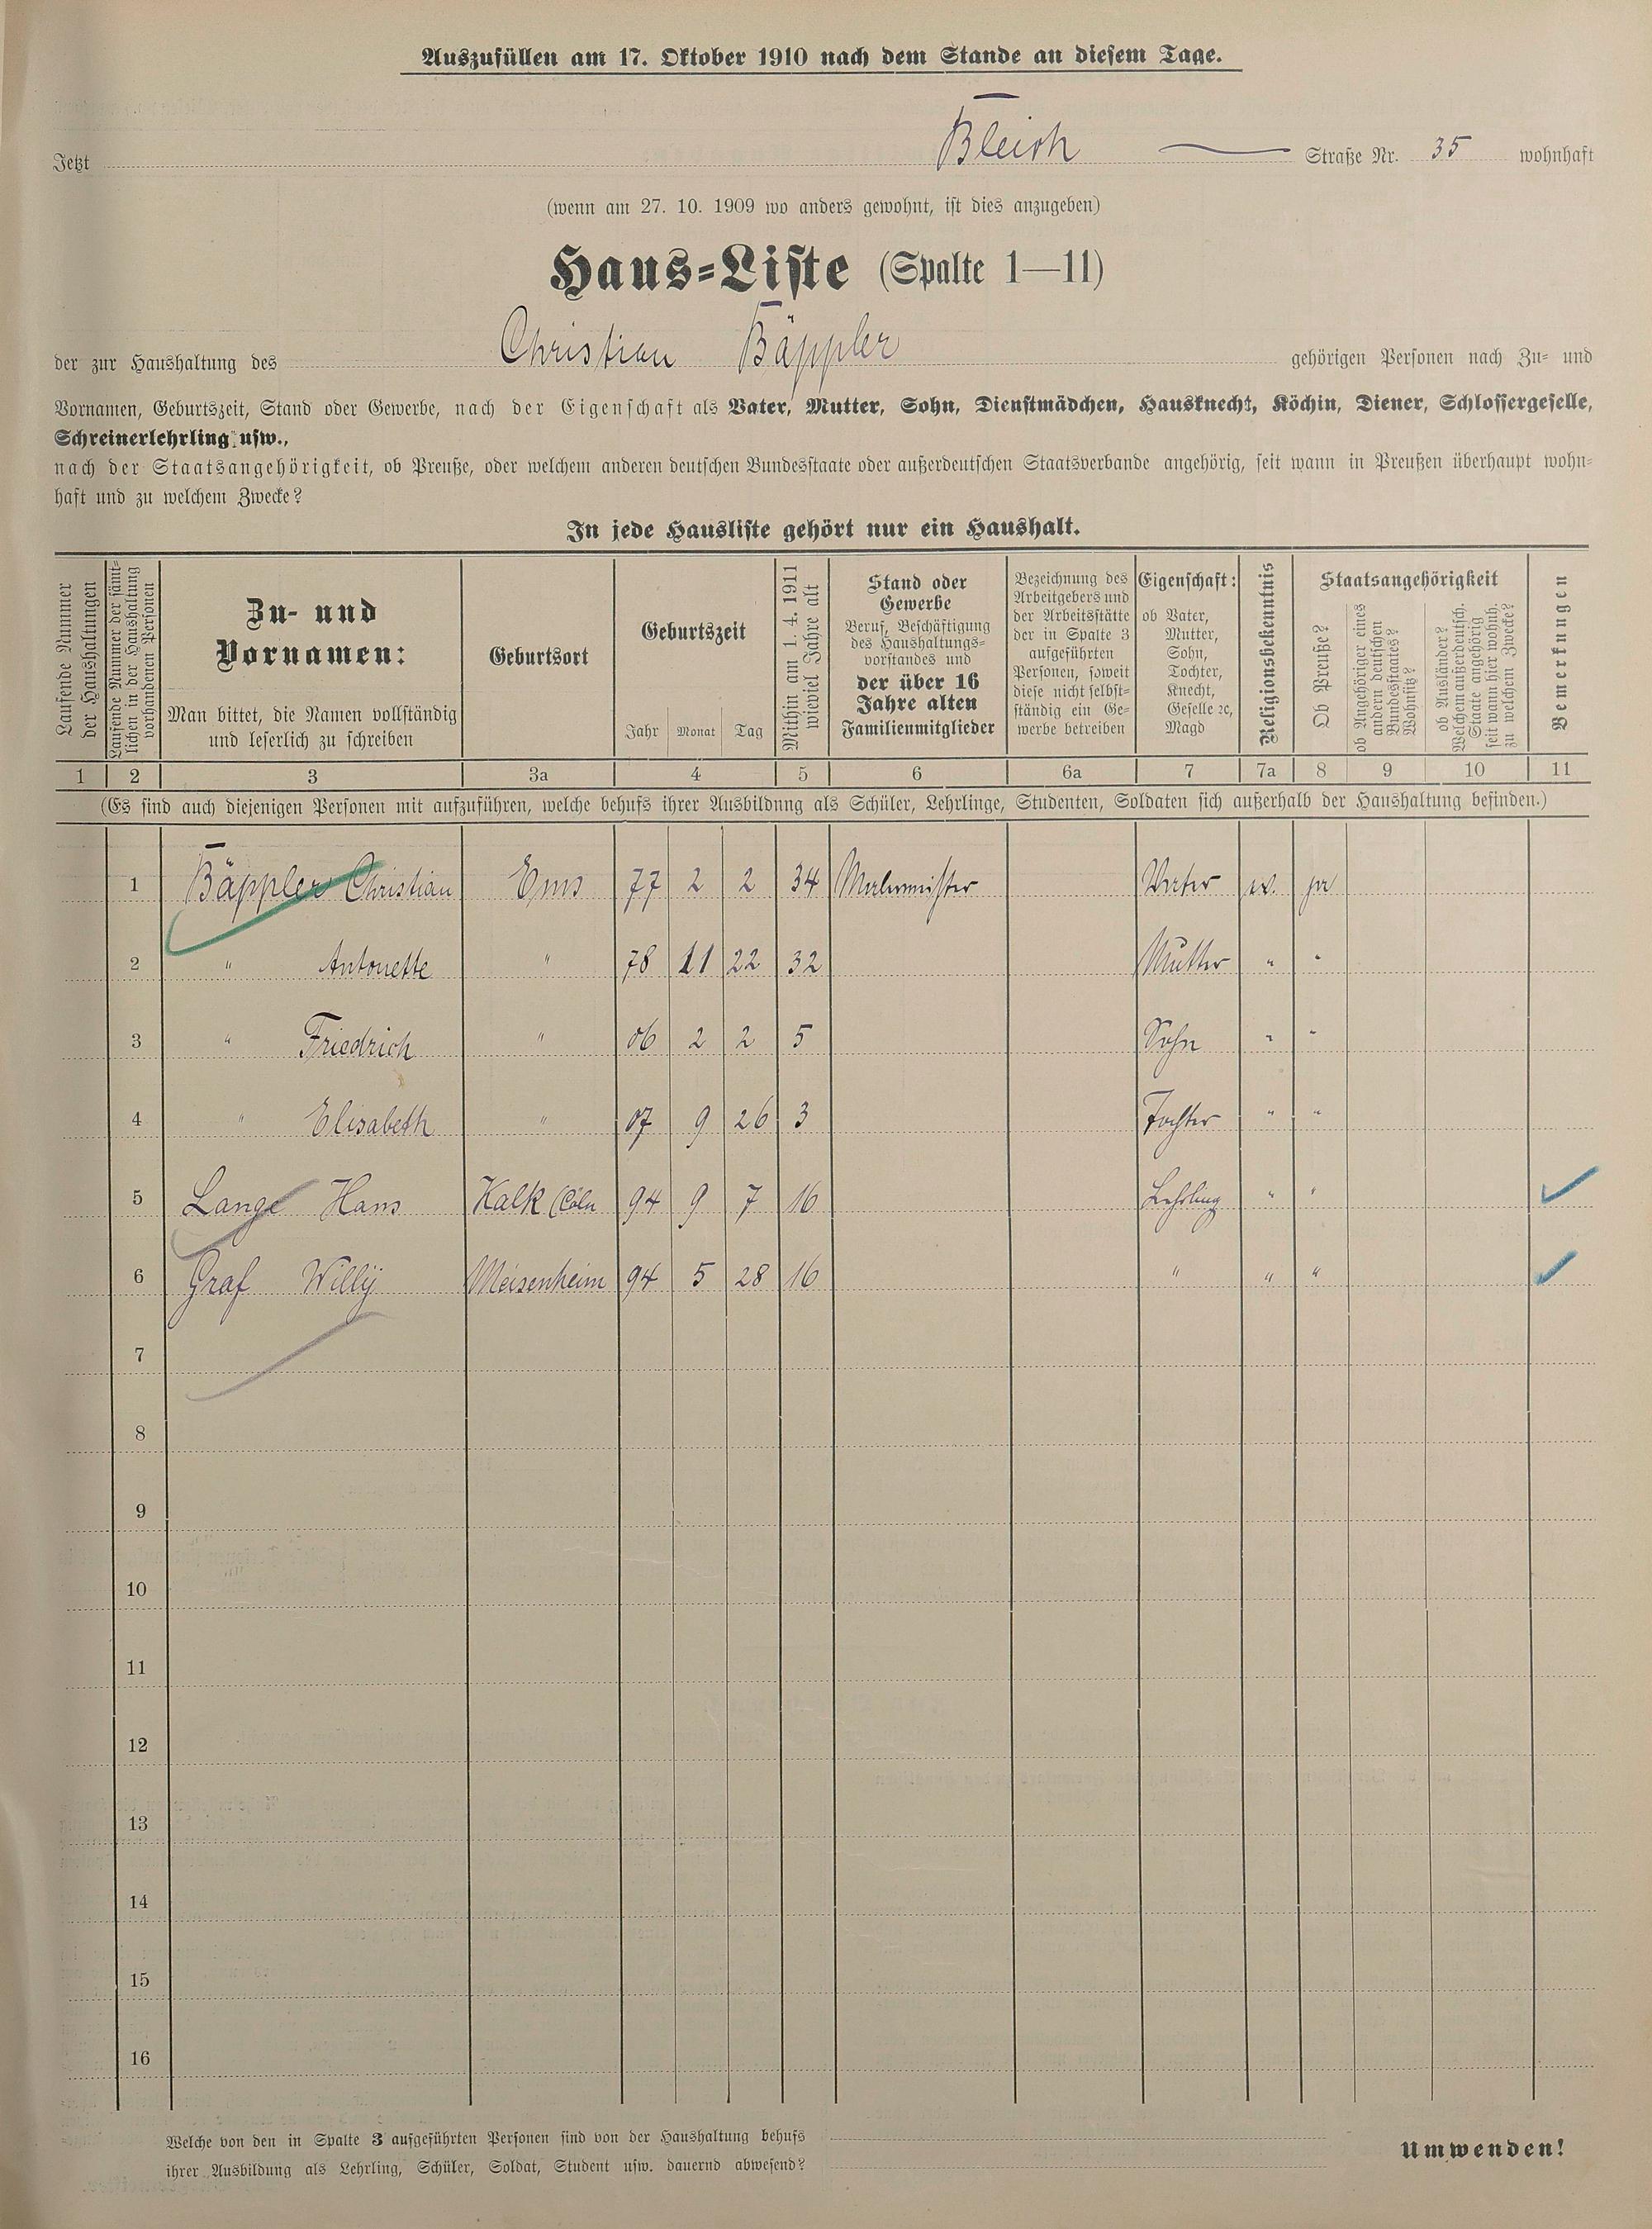 Auszufüllen am 17. Oktober 1910 nach dem Stande an diesem Tage.
Jetzt Bleich Straße Nr. 35 wohnhaft
(wenn am 27. 10. 1909 wo anders gewohnt, ist dies anzugeben)
Haus-Liste (Spalte 1—11)
der zur Haushaltung des Christian Bäppler gehörigen Personen nach Zu- und
Vornamen, Geburtszeit, Stand oder Gewerbe, nach der Eigenschaft als Vater, Mutter, Sohn, Dienstmädchen, Hausknecht, Köchin, Diener, Schlossergeselle,
Schreinerlehrling usw.,
nach der Staatsangehörigkeit, ob Preuße, oder welchem anderen deutschen Bundesstaate oder außerdeutschen Staatsverbande angehörig, seit wann in Preußen überhaupt wohn-
haft und zu welchem Zwecke?
In jede Hausliste gehört nur ein Haushalt.
Laufende Nummer
der Haushaltungen
Laufende Nummer der sämt-
lichen in der Haushaltung
vorhandenen Personen
Zu- und
Vornamen:
Man bittet, die Namen vollständig
und leserlich zu schreiben
Geburtsort
Geburtszeit
Jahr Monat Tag
Mithin am 1. 4. 1911
wieviel Jahre alt
Stand oder
Gewerbe
Beruf, Beschäftigung
des Haushaltungs-
vorstandes und
der über 16
Jahre alten
Familienmitglieder
Bezeichnung des
Arbeitgebers und
der Arbeitsstätte
der in Spalte 3
aufgeführten
Personen, soweit
diese nicht selbst-
ständig ein Ge-
werbe betreiben
Eigenschaft:
ob Vater,
Mutter,
Sohn,
Tochter,
Knecht,
Geselle ꝛc,
Magd
Religionsbekenntnis
Staatsangehörigkeit
Ob Preuße?
ob Angehöriger eines
andern deutschen
Bundesstaates?
Wohnsitz?
ob Ausländer?
Welchem außerdeutsch.
Staate angehörig
seit wann hier wohnh.
zu welchem Zwecke?
Bemerkungen
1 2 3 3a 4 5 6 6a 7 7a 8 9 10 11
(Es sind auch diejenigen Personen mit aufzuführen, welche behufs ihrer Ausbildung als Schüler, Lehrlinge, Studenten, Soldaten sich außerhalb der Haushaltung befinden.)
1 Bäppler Christian Ems 77 2 2 34 Malermeister Vater ev. ja
2 " Antonette " 78 11 22 32 Mutter " "
3 " Friedrich " 06 2 2 5 Sohn " "
4 " Elisabeth " 07 9 26 3 Tochter " "
5 Lange Hans Kalk (Cöln 94 9 7 16 Lehrling " "
6 Graf Willÿ Meisenheim 94 5 28 16 " " "
7
8
9
10
11
12
13
14
15
16
Welche von den in Spalte 3 aufgeführten Personen sind von der Haushaltung behufs
ihrer Ausbildung als Lehrling, Schüler, Soldat, Student usw. dauernd abwesend?
Umwenden!